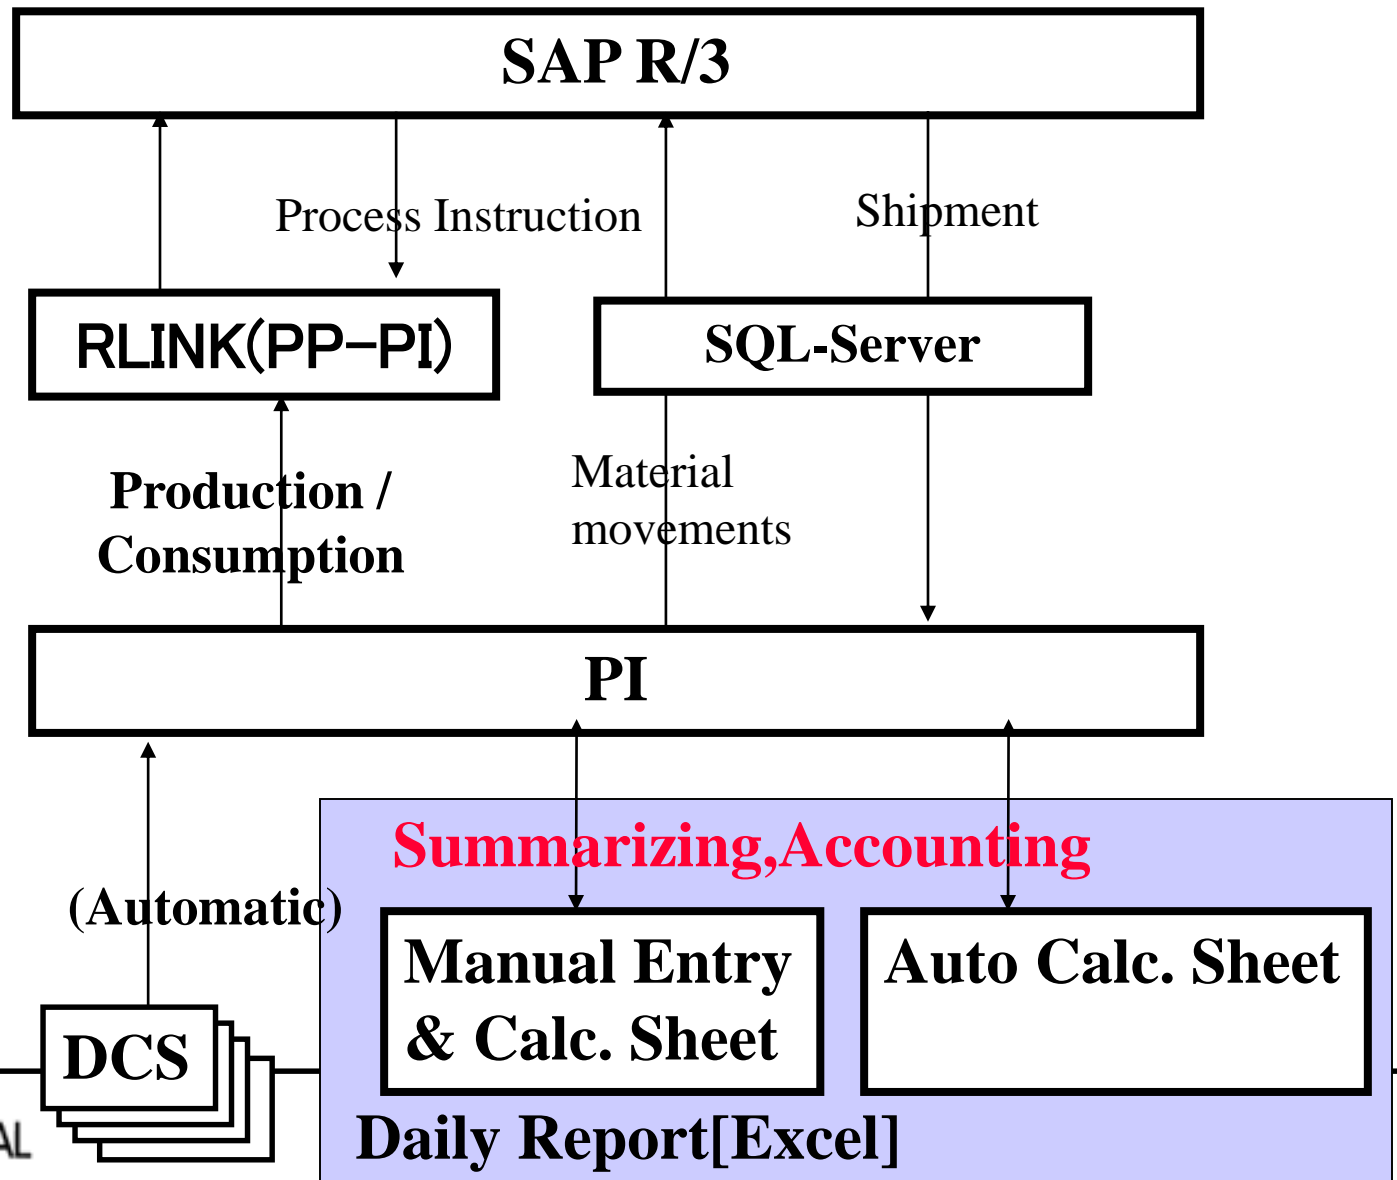 SAP R/3
Process Instruction
Shipment
RLINK(PP-PI)
SQL-Server
Production /
Consumption
Material
movements
PI
Summarizing,Accounting
(Automatic)
Manual Entry
& Calc. Sheet
Auto Calc. Sheet
DCS
AL
Daily Report[Excel]